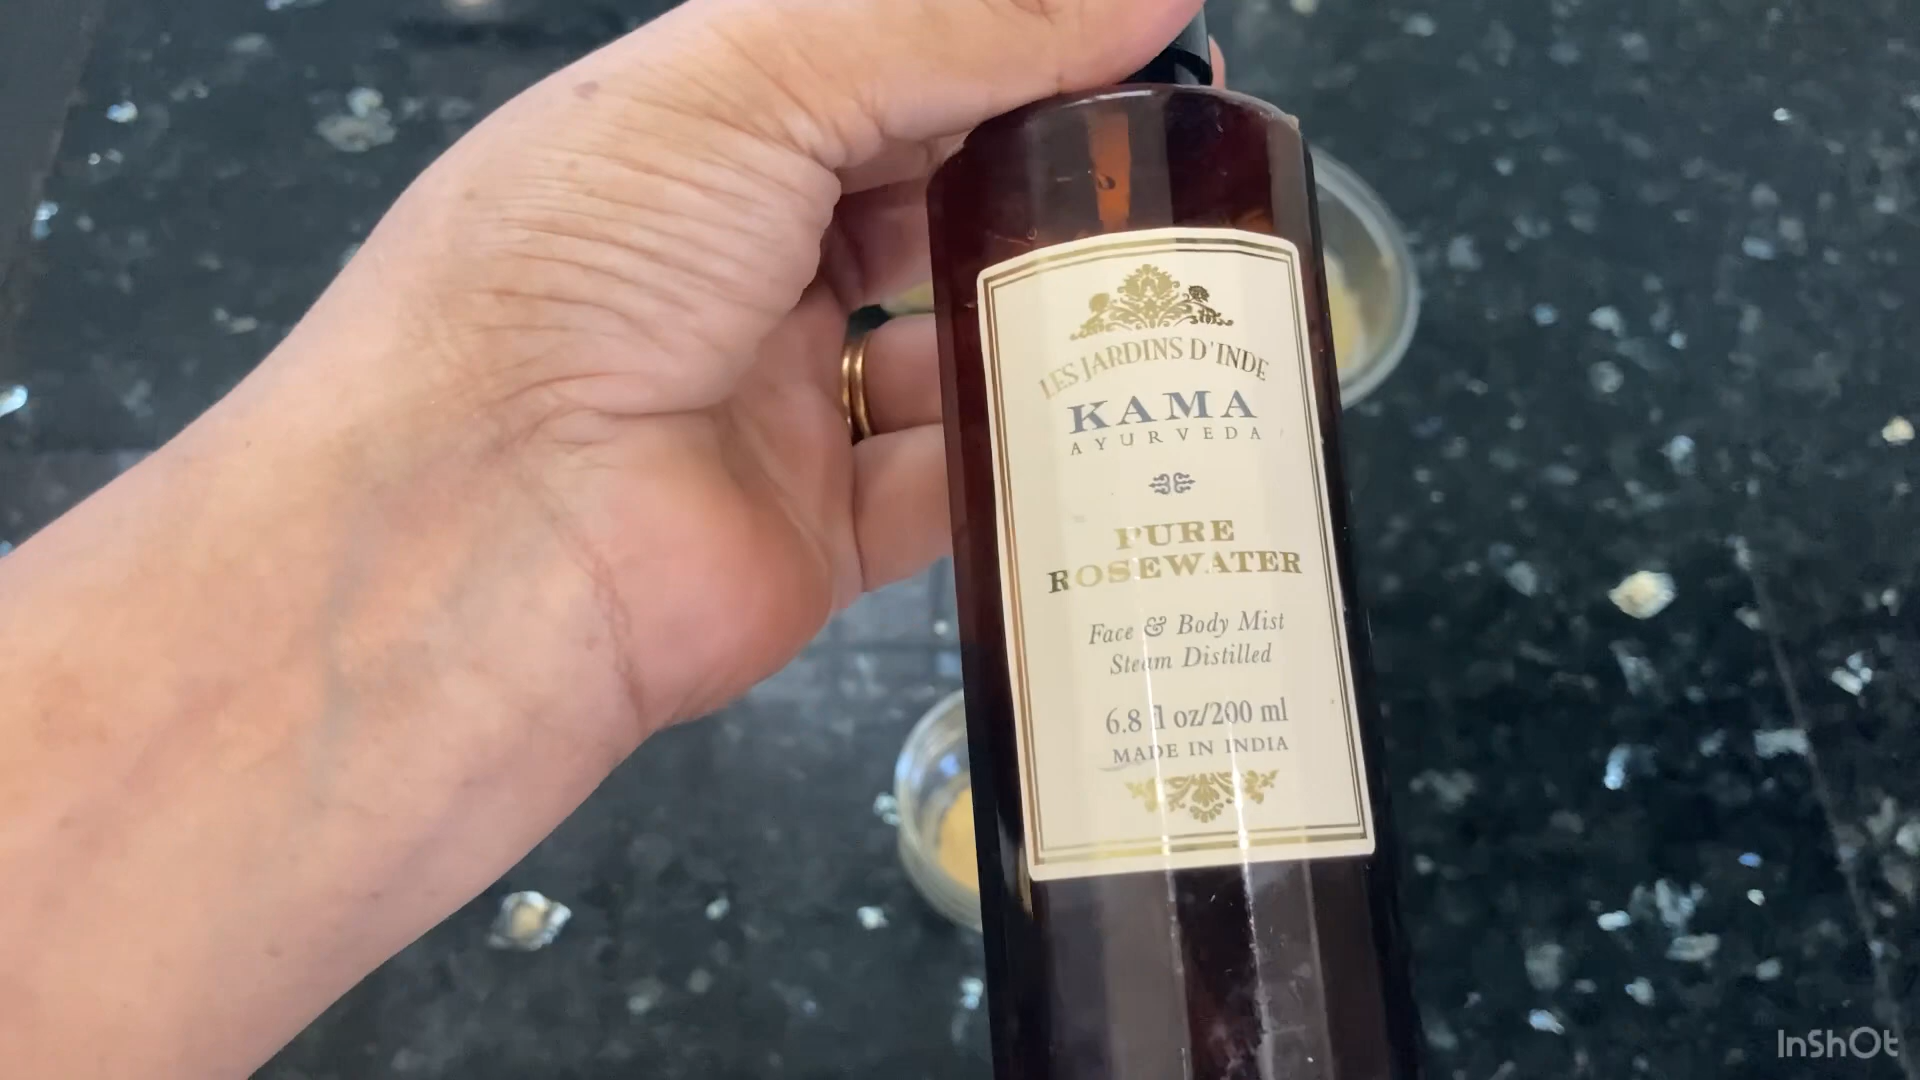 LES JARDINS D'INDE
KAMA
AYURVEDA
PURE
ROSEWATER
Face & Body Mist
Steam Distilled
6.8 fl oz/200 ml
MADE IN INDIA
InShOt